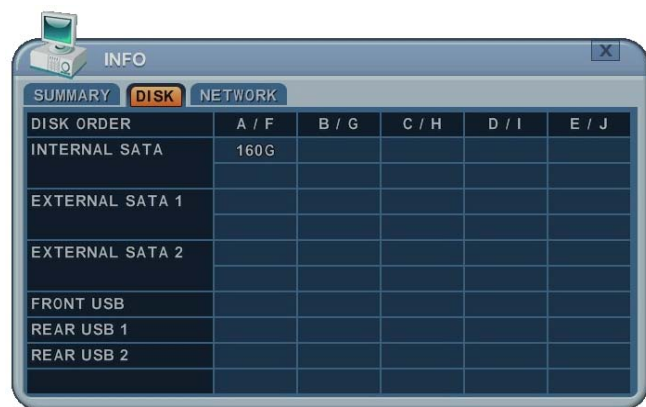 INFO
X
SUMMARY DISK NETWORK
DISK ORDER A / F B / G C / H D / I E / J
INTERNAL SATA 160G
EXTERNAL SATA 1
EXTERNAL SATA 2
FRONT USB
REAR USB 1
REAR USB 2